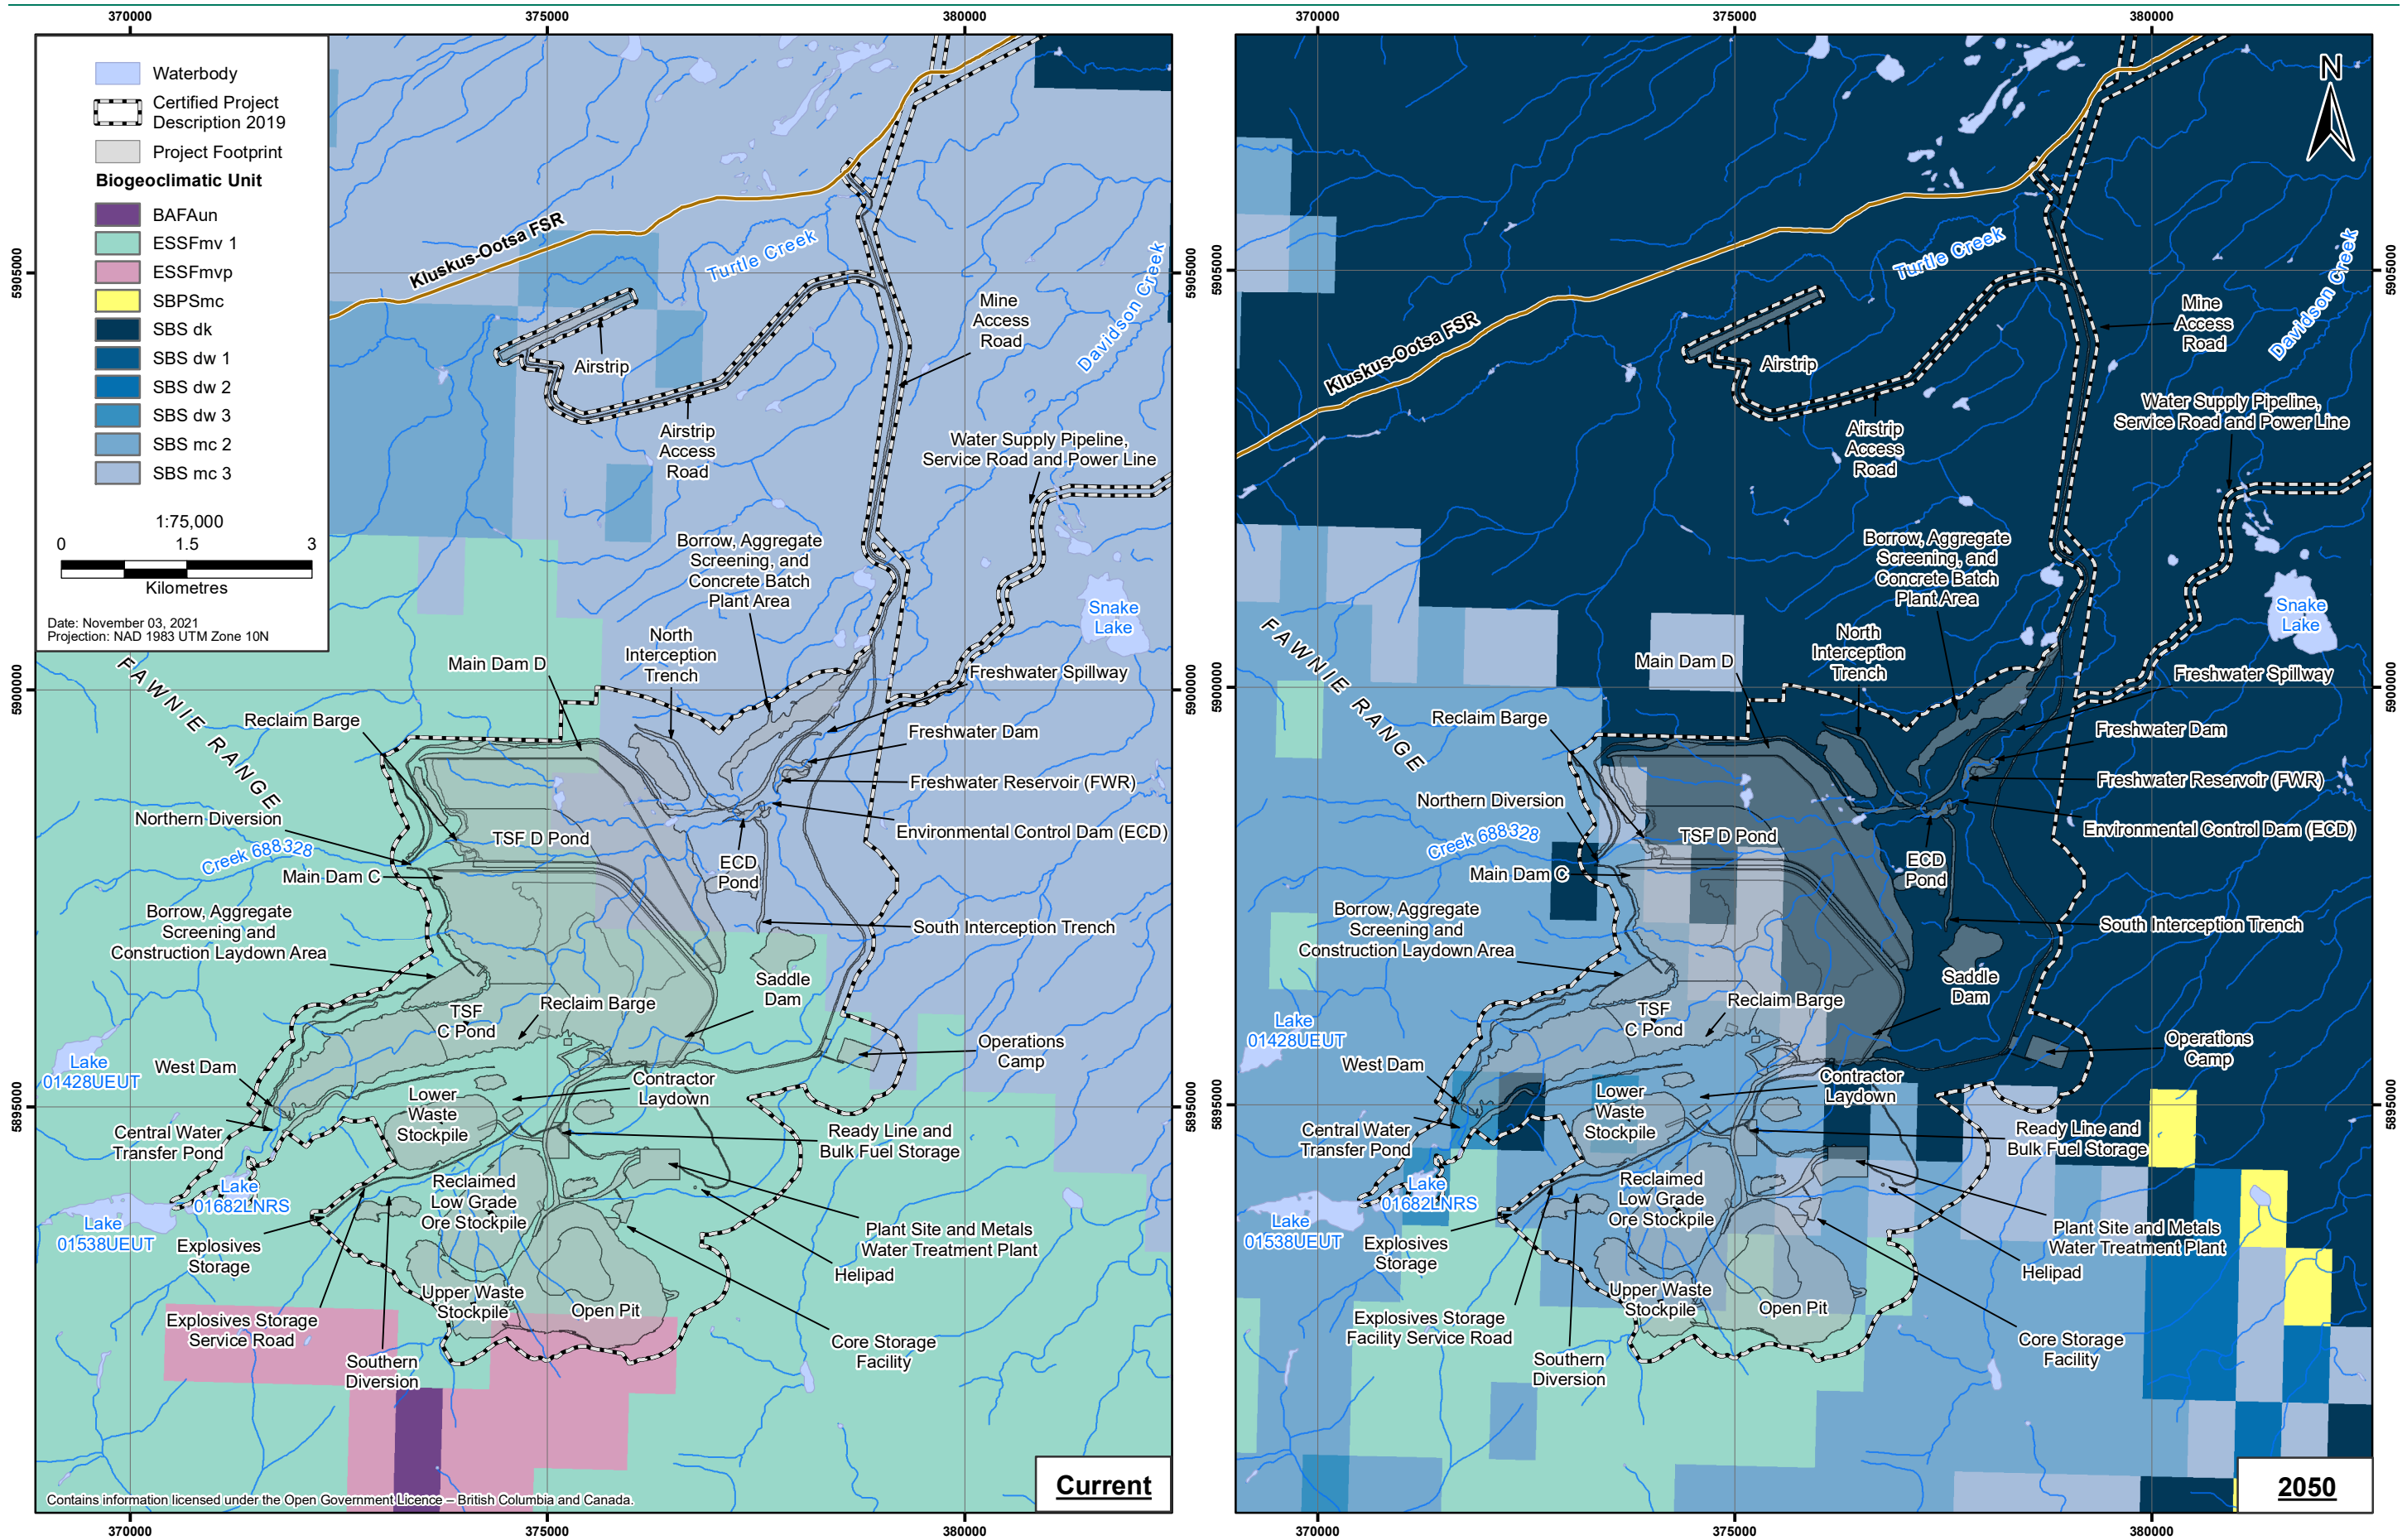 370000
375000
380000
370000
375000
380000
Waterbody
Certified Project
Description 2019
Project Footprint
Biogeoclimatic Unit
BAFAun
ESSFmv 1
ESSFmvp
SBPSmc
SBS dk
SBS dw 1
SBS dw 2
SBS dw 3
SBS mc 2
SBS mc 3
1:75,000
0
1.5
3
Kilometres
Date: November 03, 2021
Projection: NAD 1983 UTM Zone 10N
5905000
5900000
5895000
Kluskus-Ootsa FSR
Turtle Creek
Davidson Creek
Mine
Access
Road
Airstrip
Airstrip
Access
Road
Water Supply Pipeline,
Service Road and Power Line
Borrow, Aggregate
Screening, and
Concrete Batch
Plant Area
Snake
Lake
North
Interception
Trench
Main Dam D
Freshwater Spillway
FAWNIE RANGE
Reclaim Barge
Freshwater Dam
Freshwater Reservoir (FWR)
Northern Diversion
TSF D Pond
Environmental Control Dam (ECD)
Creek 688328
ECD
Pond
Main Dam C
Borrow, Aggregate
Screening and
Construction Laydown Area
South Interception Trench
Saddle
Dam
TSF
C Pond
Reclaim Barge
Lake
01428UEUT
West Dam
Operations
Camp
Contractor
Laydown
Lower
Waste
Stockpile
Central Water
Transfer Pond
Ready Line and
Bulk Fuel Storage
Reclaimed
Low Grade
Ore Stockpile
Lake
01682LNRS
Lake
01538UEUT
Explosives
Storage
Plant Site and Metals
Water Treatment Plant
Helipad
Upper Waste
Stockpile
Open Pit
Explosives Storage
Service Road
Core Storage
Facility
Southern
Diversion
Current
Contains information licensed under the Open Government Licence – British Columbia and Canada.
5905000
5900000
5895000
370000
375000
380000
N
5905000
5900000
5895000
Kluskus-Ootsa FSR
Turtle Creek
Davidson Creek
Mine
Access
Road
Airstrip
Airstrip
Access
Road
Water Supply Pipeline,
Service Road and Power Line
Borrow, Aggregate
Screening, and
Concrete Batch
Plant Area
Snake
Lake
North
Interception
Trench
Main Dam D
Freshwater Spillway
FAWNIE RANGE
Reclaim Barge
Freshwater Dam
Freshwater Reservoir (FWR)
Northern Diversion
TSF D Pond
Environmental Control Dam (ECD)
Creek 688328
ECD
Pond
Main Dam C
Borrow, Aggregate
Screening and
Construction Laydown Area
South Interception Trench
Saddle
Dam
TSF
C Pond
Reclaim Barge
Lake
01428UEUT
West Dam
Operations
Camp
Contractor
Laydown
Lower
Waste
Stockpile
Central Water
Transfer Pond
Ready Line and
Bulk Fuel Storage
Reclaimed
Low Grade
Ore Stockpile
Lake
01682LNRS
Lake
01538UEUT
Explosives
Storage
Plant Site and Metals
Water Treatment Plant
Helipad
Upper Waste
Stockpile
Open Pit
Explosives Storage
Facility Service Road
Core Storage
Facility
Southern
Diversion
2050
5905000
5900000
5895000
370000
375000
380000